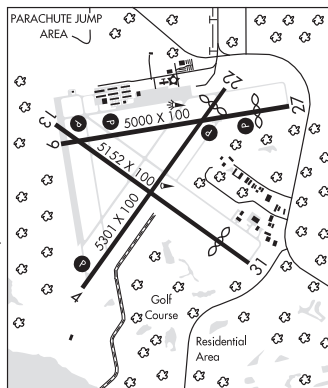 PARACHUTE JUMP
AREA
22
27
13
9
5000 X 100
5152 X 100
5301 X 100
P
P
P
P
P
4
31
Golf
Course
Residential
Area